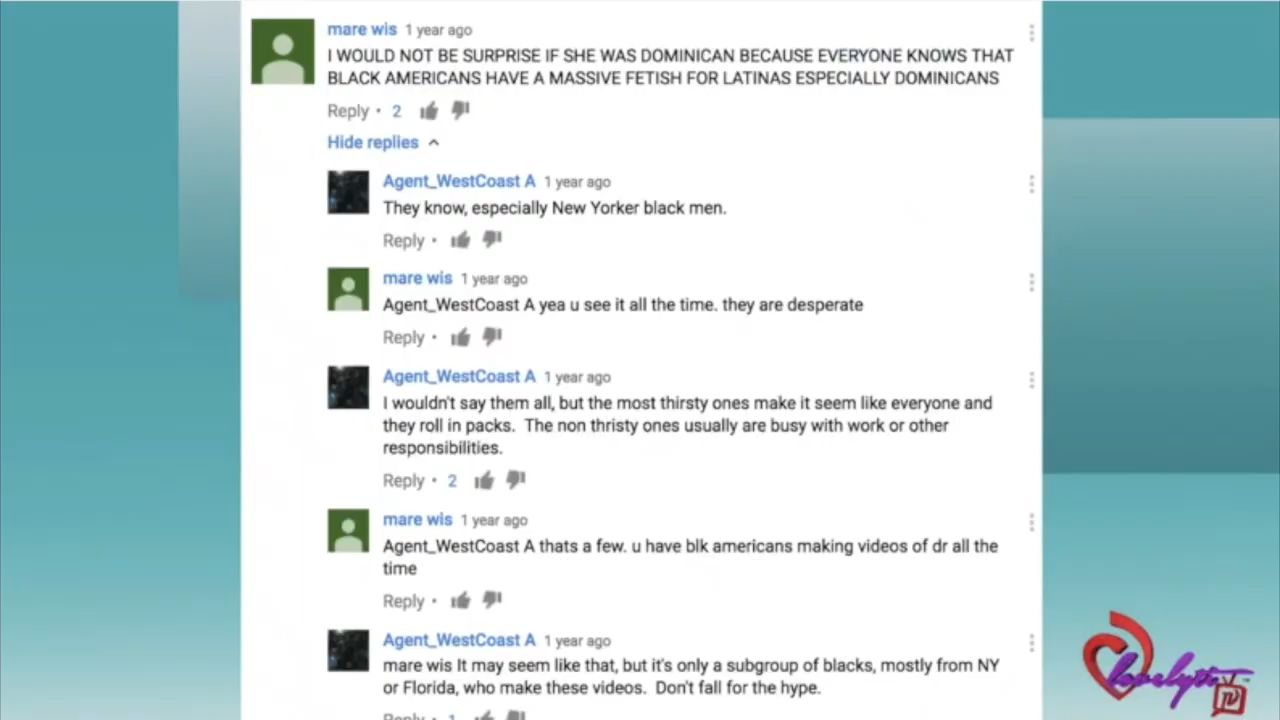 mare wis 1 year ago
I WOULD NOT BE SURPRISE IF SHE WAS DOMINICAN BECAUSE EVERYONE KNOWS THAT
BLACK AMERICANS HAVE A MASSIVE FETISH FOR LATINAS ESPECIALLY DOMINICANS
Reply • 2
Hide replies
Agent_WestCoast A 1 year ago
They know, especially New Yorker black men.
Reply •
mare wis 1 year ago
Agent_WestCoast A yea u see it all the time. they are desperate
Reply •
Agent_WestCoast A 1 year ago
I wouldn't say them all, but the most thirsty ones make it seem like everyone and
they roll in packs.  The non thristy ones usually are busy with work or other
responsibilities.
Reply • 2
mare wis 1 year ago
Agent_WestCoast A thats a few. u have blk americans making videos of dr all the
time
Reply •
Agent_WestCoast A 1 year ago
mare wis It may seem like that, but it's only a subgroup of blacks, mostly from NY
or Florida, who make these videos.  Don't fall for the hype.
Reply • 1
lovelyti
TV